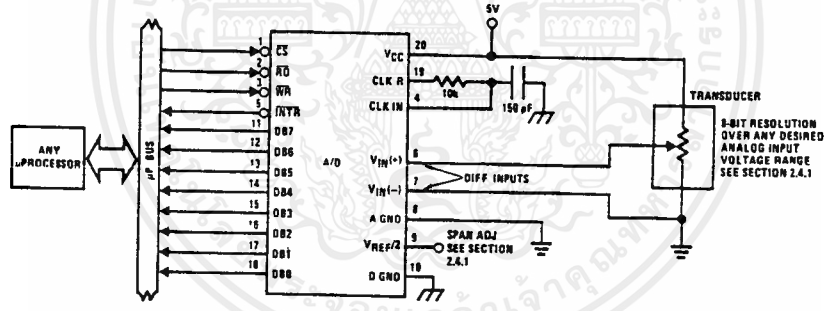 5V
1
CS
20
VCC
2
RD
19
CLK R
10k
3
WR
150 pF
4
CLK IN
5
INTR
TRANSDUCER
11
DB7
8-BIT RESOLUTION
OVER ANY DESIRED
ANALOG INPUT
VOLTAGE RANGE
SEE SECTION 2.4.1
12
DB6
6
VIN(+)
ANY
µPROCESSOR
µP BUS
A/D
13
DB5
DIFF INPUTS
14
DB4
7
VIN(−)
15
DB3
8
A GND
16
DB2
9
VREF/2
SPAN ADJ
SEE SECTION
2.4.1
17
DB1
18
DB0
10
D GND